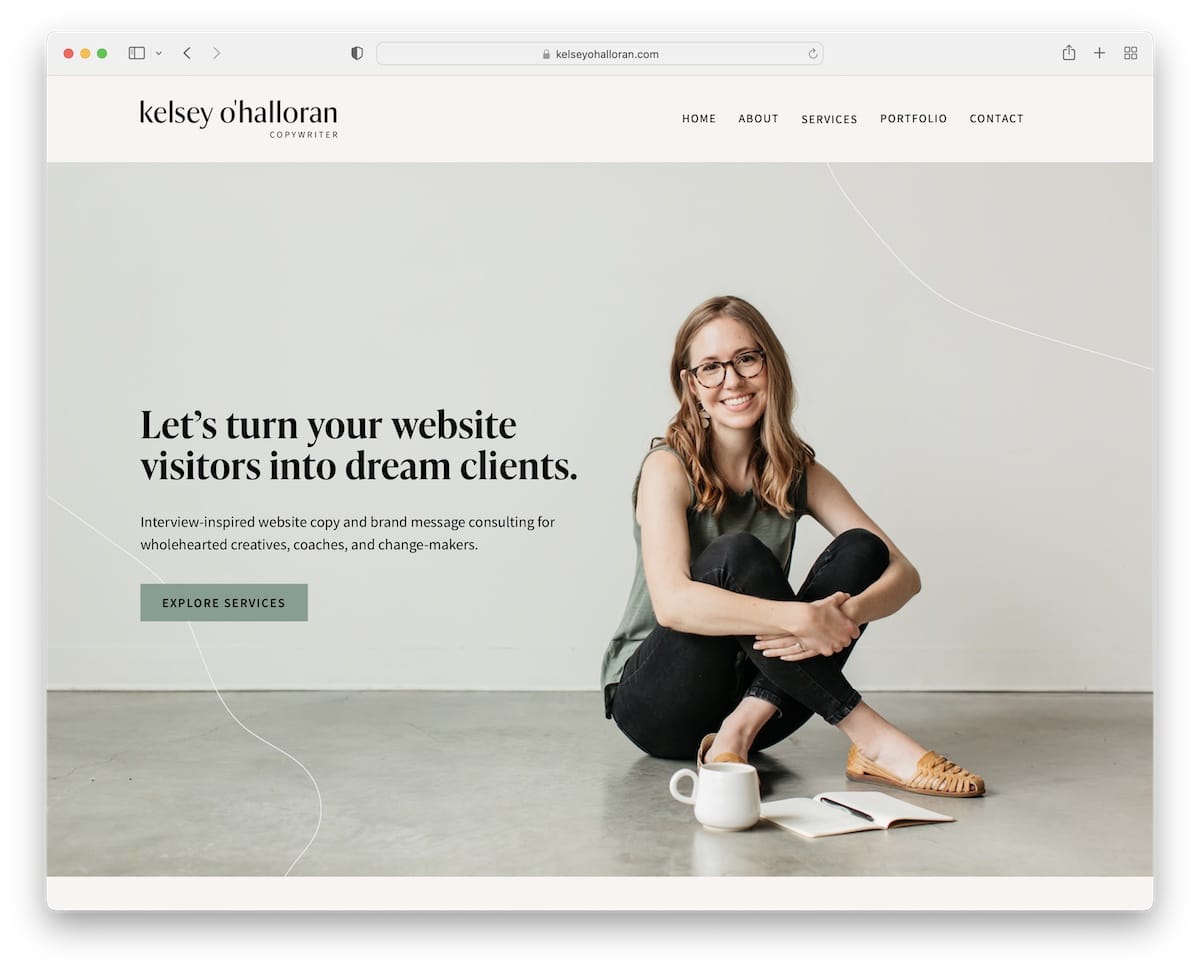 kelseyohalloran.com
kelsey o'halloran
COPYWRITER
HOME ABOUT SERVICES PORTFOLIO CONTACT
Let’s turn your website
visitors into dream clients.
Interview-inspired website copy and brand message consulting for
wholehearted creatives, coaches, and change-makers.
EXPLORE SERVICES